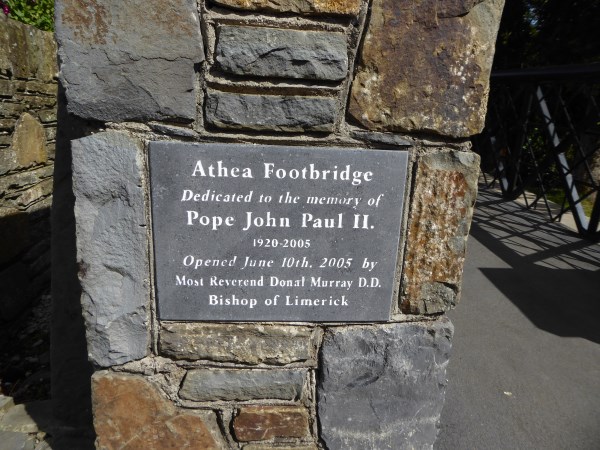 Athea Footbridge
Dedicated to the memory of
Pope John Paul II.
1920-2005
Opened June 10th, 2005 by
Most Reverend Donal Murray D.D.
Bishop of Limerick